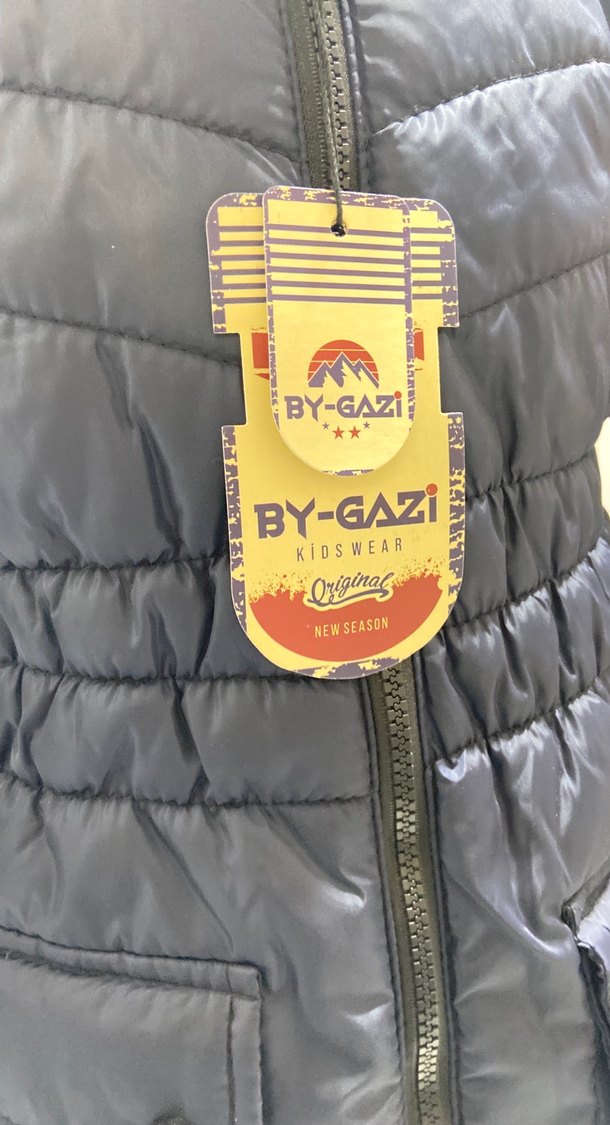 BY-GAZi
BY-GAZi
KİDS WEAR
Original
NEW SEASON